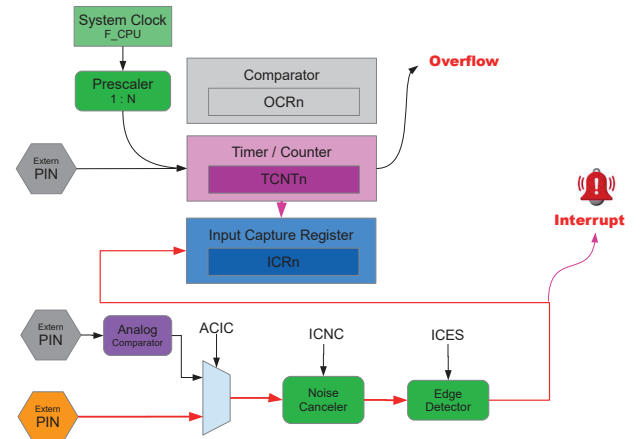 System Clock
F_CPU
Prescaler
1 : N
Comparator
OCRn
Overflow
Extern
PIN
Timer / Counter
TCNTn
Interrupt
Input Capture Register
ICRn
Extern
PIN
Analog
Comparator
ACIC
ICNC
ICES
Extern
PIN
Noise
Canceler
Edge
Detector